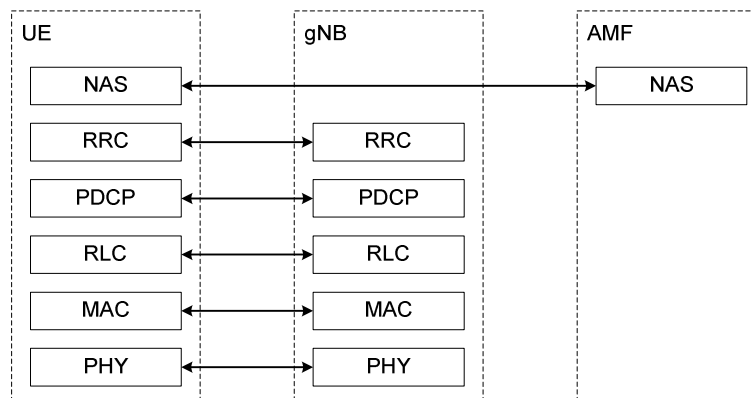 UE gNB AMF
NAS NAS
RRC RRC
PDCP PDCP
RLC RLC
MAC MAC
PHY PHY